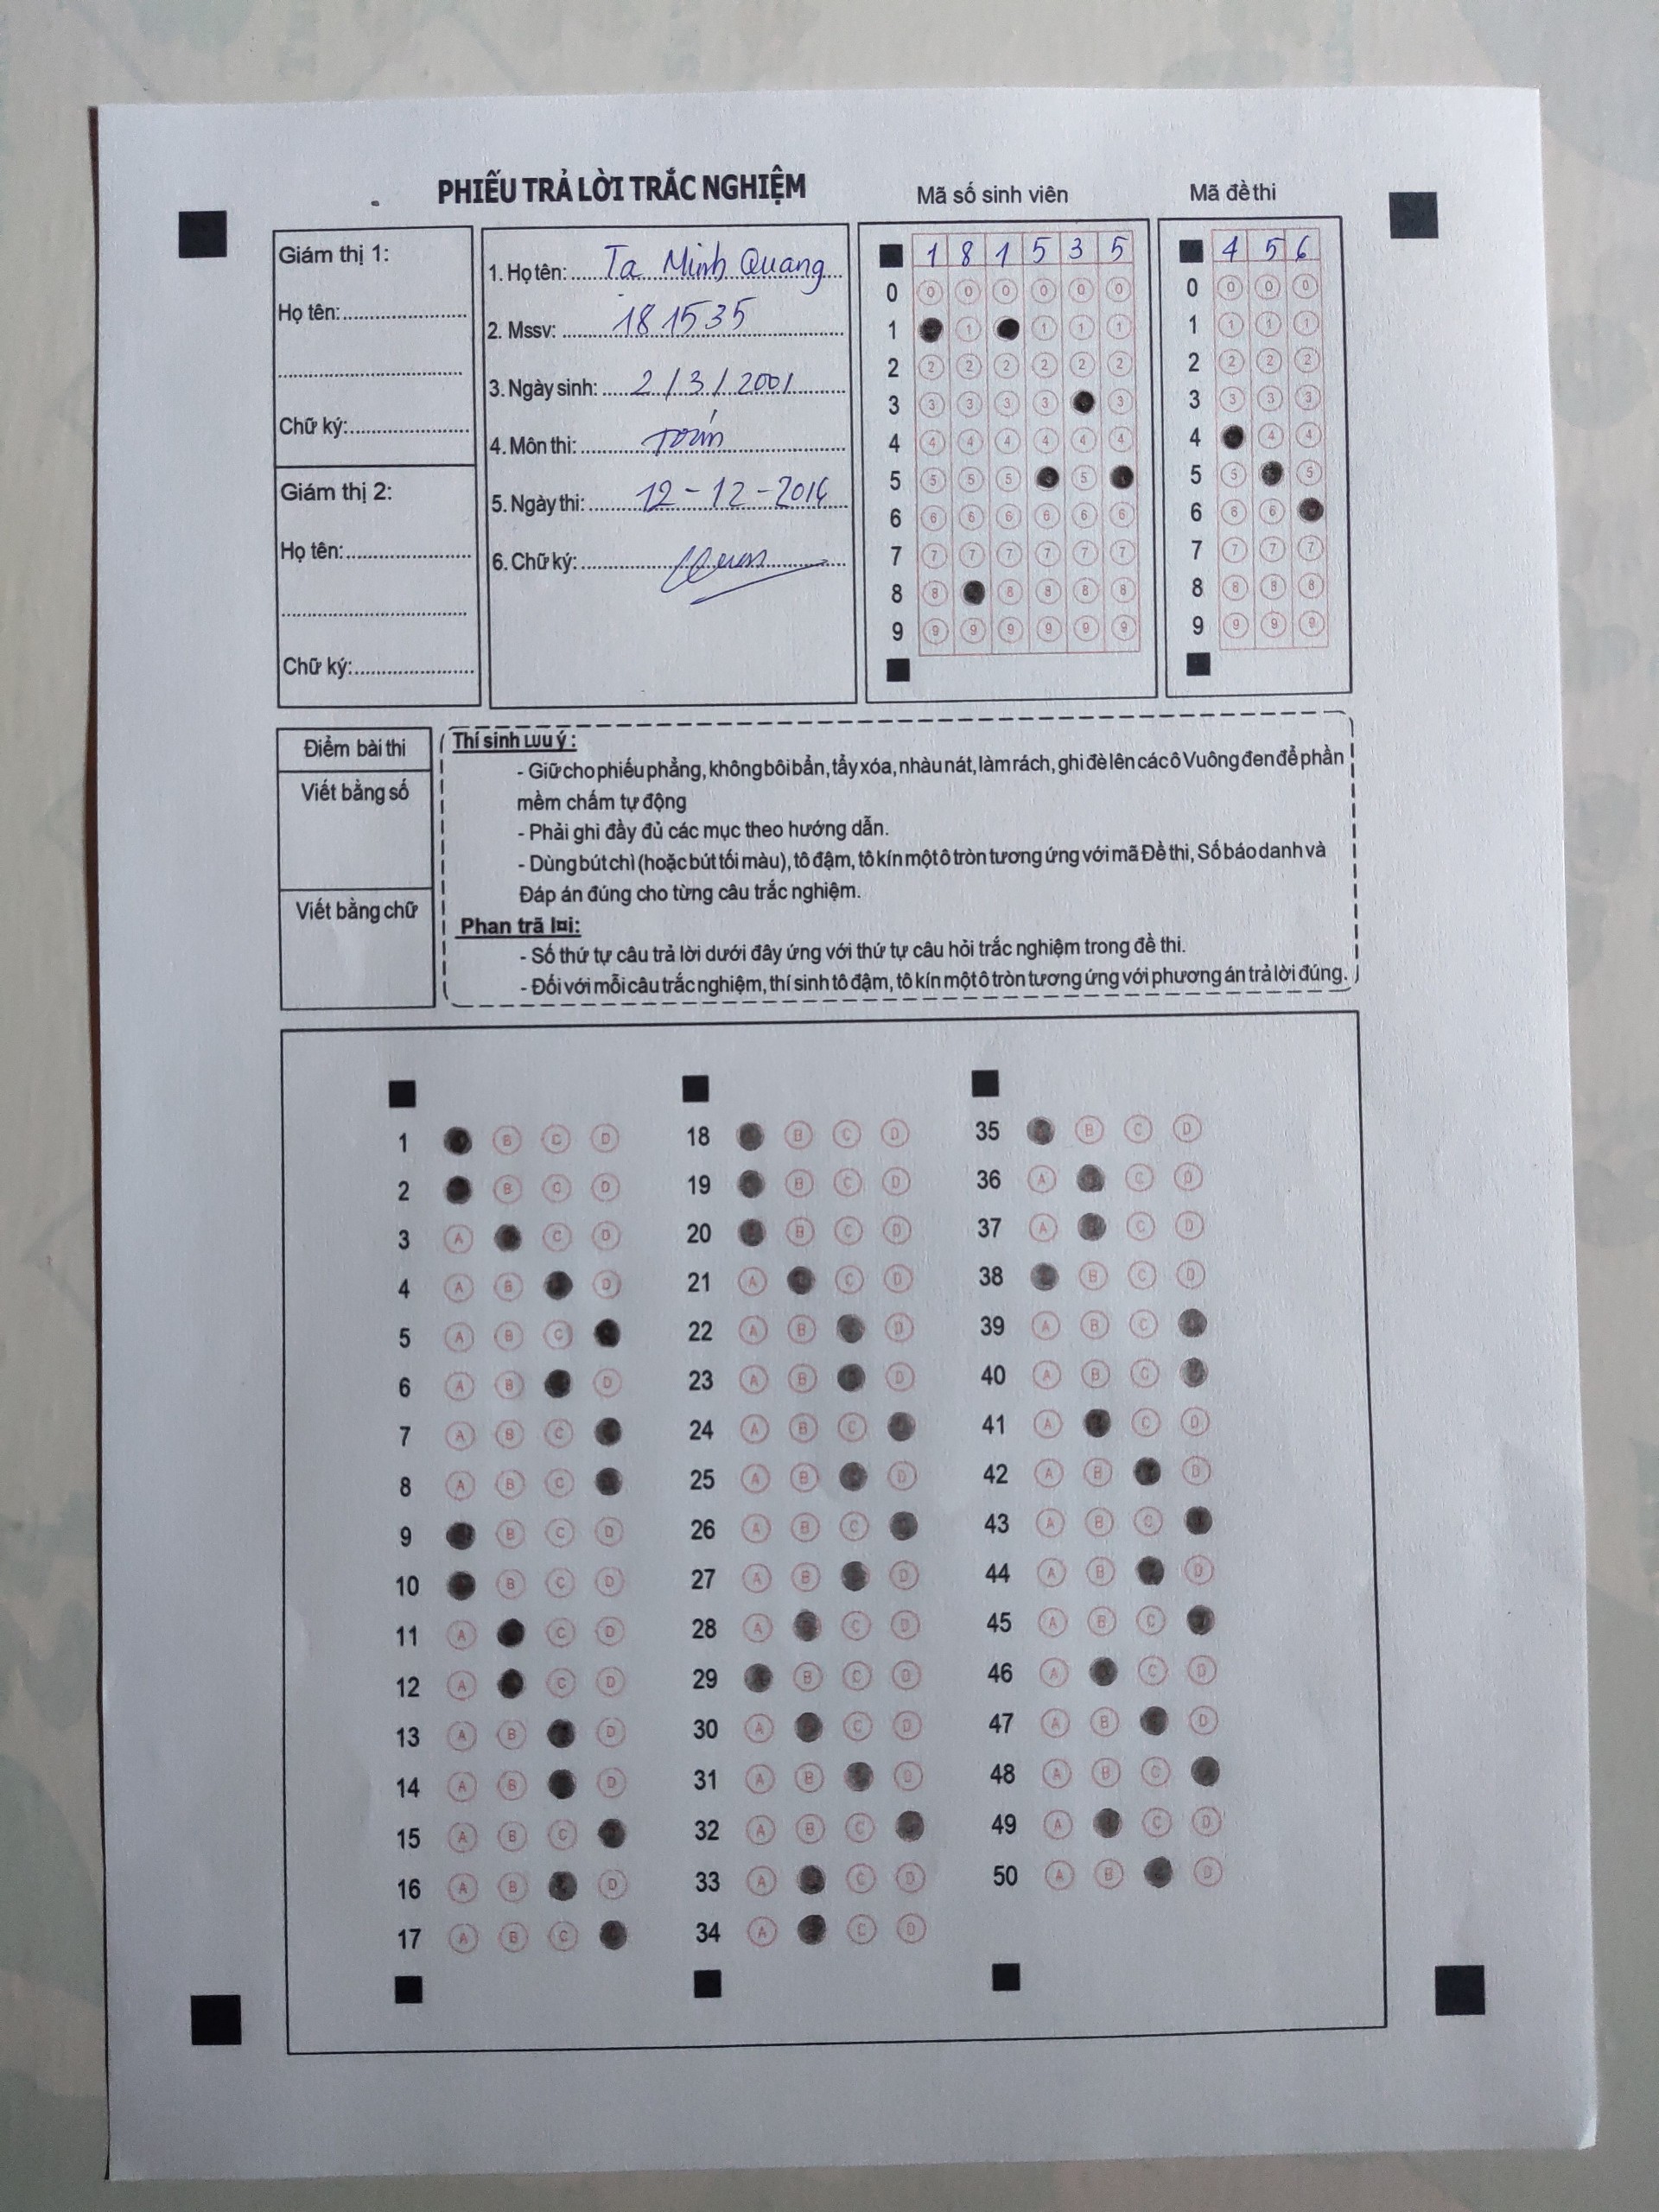 PHIẾU TRẢ LỜI TRẮC NGHIỆM
Mã số sinh viên
Mã đề thi
Giám thị 1:
Họ tên:
Chữ ký:
Giám thị 2:
Họ tên:
Chữ ký:
1. Họ tên: Tạ Minh Quang
2. Mssv: 181535
3. Ngày sinh: 2/3/2001
4. Môn thi: Toán
5. Ngày thi: 12-12-2016
6. Chữ ký:
1 8 1 5 3 5
0 0 0 0 0 0 0
1 1 1 1 1
2 2 2 2 2 2 2
3 3 3 3 3 3
4 4 4 4 4 4 4
5 5 5 5 5
6 6 6 6 6 6 6
7 7 7 7 7 7 7
8 8 8 8 8 8
9 9 9 9 9 9 9
4 5 6
0 0 0 0
1 1 1 1
2 2 2 2
3 3 3 3
4 4 4
5 5 5
6 6 6
7 7 7 7
8 8 8 8
9 9 9 9
Điểm bài thi
Viết bằng số
Viết bằng chữ
Thí sinh Lưu ý :
- Giữ cho phiếu phẳng, không bôi bẩn, tẩy xóa, nhàu nát, làm rách, ghi đè lên các ô Vuông đen để phần
mềm chấm tự động
- Phải ghi đầy đủ các mục theo hướng dẫn.
- Dùng bút chì (hoặc bút tối màu), tô đậm, tô kín một ô tròn tương ứng với mã Đề thi, Số báo danh và
Đáp án đúng cho từng câu trắc nghiệm.
Phan trã l¤i:
- Số thứ tự câu trả lời dưới đây ứng với thứ tự câu hỏi trắc nghiệm trong đề thi.
- Đối với mỗi câu trắc nghiệm, thí sinh tô đậm, tô kín một ô tròn tương ứng với phương án trả lời đúng.
1 B C D
2 B C D
3 A C D
4 A B D
5 A B C
6 A B D
7 A B C
8 A B C
9 B C D
10 B C D
11 A C D
12 A C D
13 A B D
14 A B D
15 A B C
16 A B D
17 A B C
18 B C D
19 B C D
20 B C D
21 A C D
22 A B D
23 A B D
24 A B C
25 A B D
26 A B C
27 A B D
28 A C D
29 B C D
30 A C D
31 A B D
32 A B C
33 A C D
34 A C D
35 B C D
36 A C D
37 A C D
38 B C D
39 A B C
40 A B C
41 A C D
42 A B D
43 A B C
44 A B D
45 A B C
46 A C D
47 A B D
48 A B C
49 A C D
50 A B D